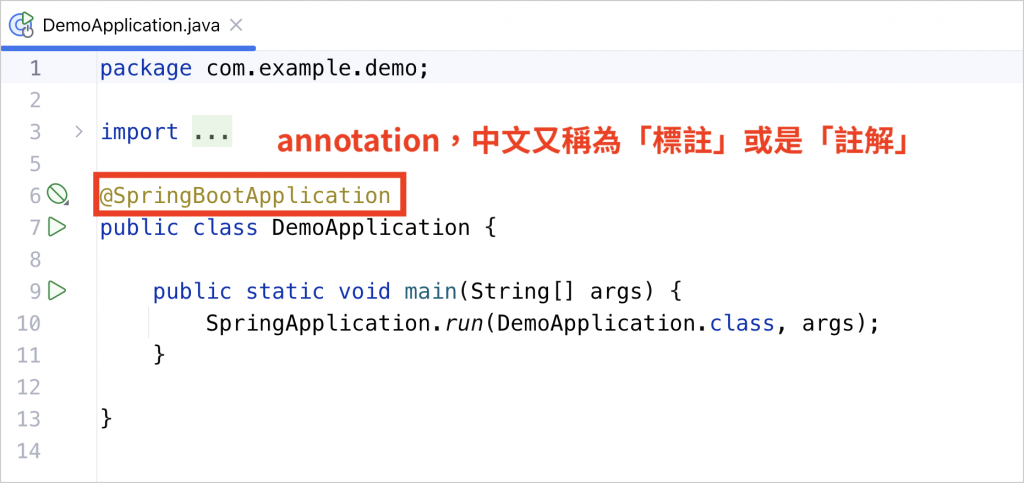 DemoApplication.java
1 package com.example.demo;
2
3 import ...
annotation，中文又稱為「標註」或是「註解」
5
6 @SpringBootApplication
7 public class DemoApplication {
8
9 public static void main(String[] args) {
10 SpringApplication.run(DemoApplication.class, args);
11 }
12
13 }
14